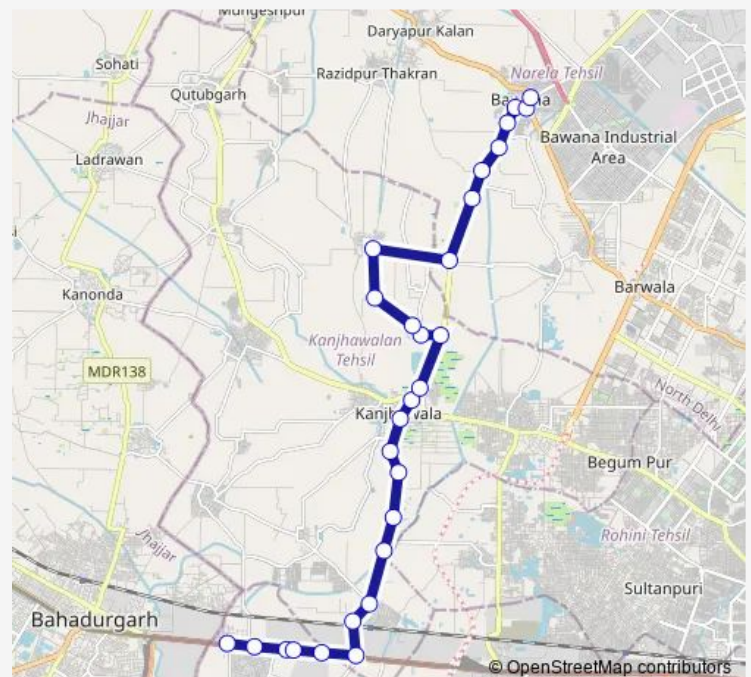 Daryapur Kalan
Sohati
Razidpur Thakran
Narela Tehsil
Qutubgarh
Jhajjar
Bawana Industrial
Area
Ladrawan
Kanonda
Barwala
Kanjhawalan
Tehsil
MDR138
North Delhi
Begum Pur
Jhajjar
Rohini Tehsil
Sultanpuri
Bahadurgarh
© OpenStreetMap contributors